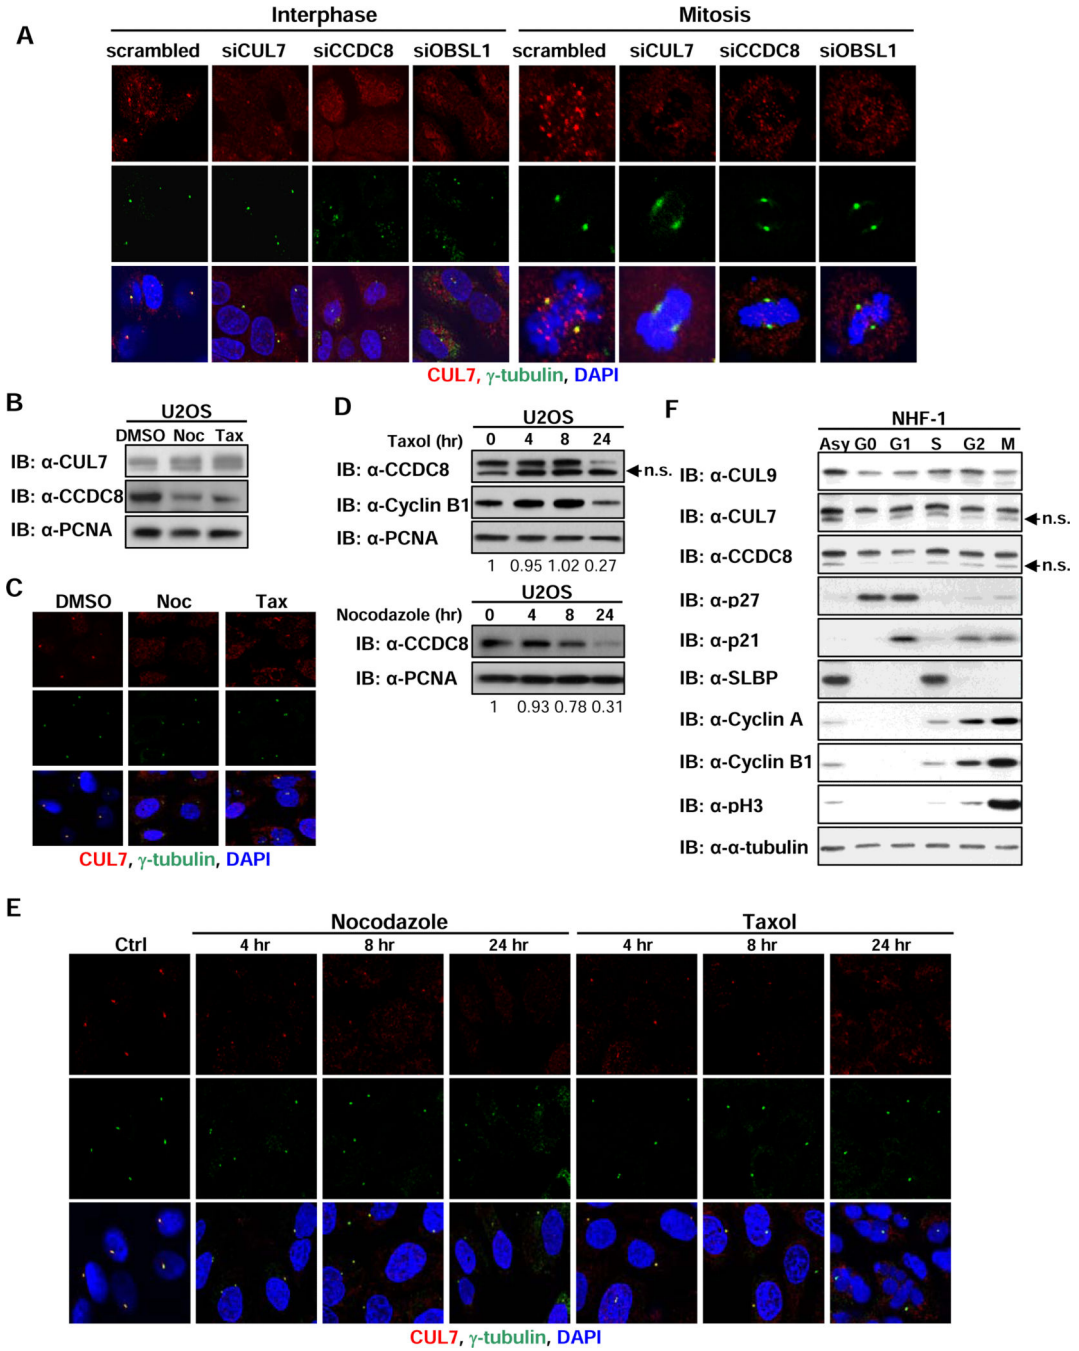 A
Interphase Mitosis
scrambled siCUL7 siCCDC8 siOBSL1 scrambled siCUL7 siCCDC8 siOBSL1
CUL7, γ-tubulin, DAPI
B
U2OS
DMSO Noc Tax
IB: α-CUL7
IB: α-CCDC8
IB: α-PCNA
C
DMSO Noc Tax
CUL7, γ-tubulin, DAPI
D
U2OS
Taxol (hr) 0 4 8 24
IB: α-CCDC8
n.s.
IB: α-Cyclin B1
IB: α-PCNA
1 0.95 1.02 0.27
U2OS
Nocodazole (hr) 0 4 8 24
IB: α-CCDC8
IB: α-PCNA
1 0.93 0.78 0.31
F
NHF-1
Asy G0 G1 S G2 M
IB: α-CUL9
IB: α-CUL7
n.s.
IB: α-CCDC8
n.s.
IB: α-p27
IB: α-p21
IB: α-SLBP
IB: α-Cyclin A
IB: α-Cyclin B1
IB: α-pH3
IB: α-α-tubulin
E
Nocodazole Taxol
Ctrl 4 hr 8 hr 24 hr 4 hr 8 hr 24 hr
CUL7, γ-tubulin, DAPI